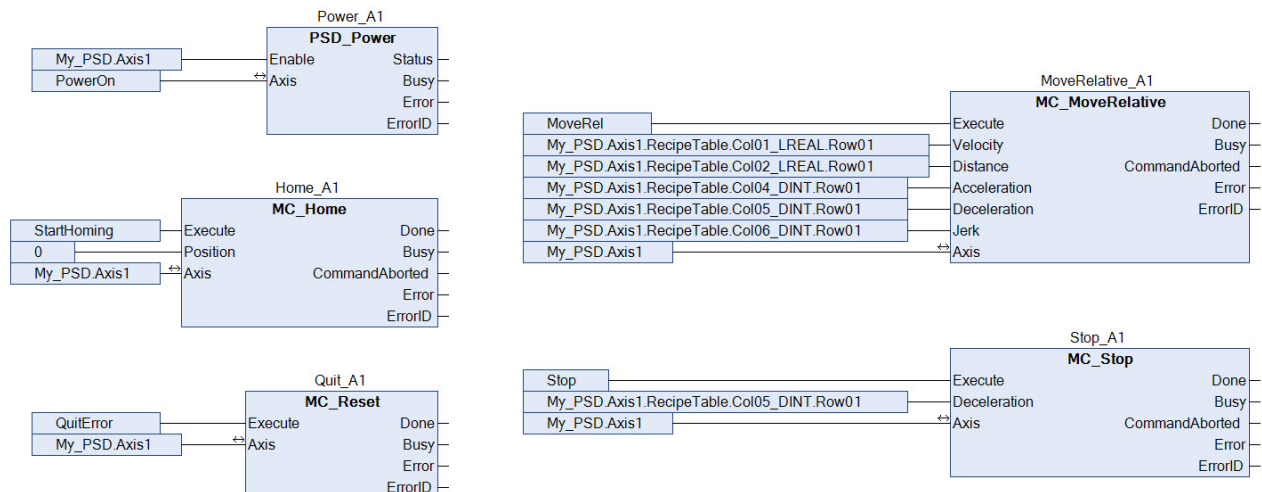 Power_A1
PSD_Power
My_PSD.Axis1 Enable Status
PowerOn Axis Busy
Error
ErrorID
Home_A1
MC_Home
StartHoming Execute Done
0 Position Busy
My_PSD.Axis1 Axis CommandAborted
Error
ErrorID
Quit_A1
MC_Reset
QuitError Execute Done
My_PSD.Axis1 Axis Busy
Error
ErrorID
MoveRelative_A1
MC_MoveRelative
MoveRel Execute Done
My_PSD.Axis1.RecipeTable.Col01_LREAL.Row01 Velocity Busy
My_PSD.Axis1.RecipeTable.Col02_LREAL.Row01 Distance CommandAborted
My_PSD.Axis1.RecipeTable.Col04_DINT.Row01 Acceleration Error
My_PSD.Axis1.RecipeTable.Col05_DINT.Row01 Deceleration ErrorID
My_PSD.Axis1.RecipeTable.Col06_DINT.Row01 Jerk
My_PSD.Axis1 Axis
Stop_A1
MC_Stop
Stop Execute Done
My_PSD.Axis1.RecipeTable.Col05_DINT.Row01 Deceleration Busy
My_PSD.Axis1 Axis CommandAborted
Error
ErrorID